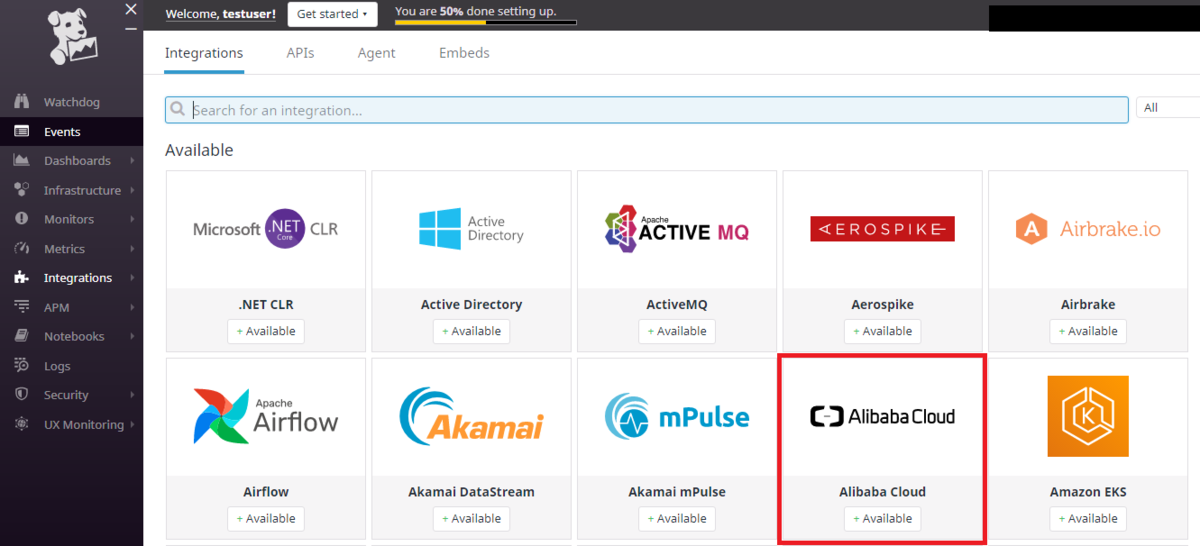 Welcome, testuser!
Get started
You are 50% done setting up.
Integrations
APIs
Agent
Embeds
Watchdog
Events
Dashboards
Infrastructure
Monitors
Metrics
Integrations
APM
Notebooks
Logs
Security
UX Monitoring
Search for an integration...
All
Available
Microsoft .NET Core CLR
Active Directory
Apache ACTIVE MQ
AEROSPIKE
Airbrake.io
.NET CLR
Active Directory
ActiveMQ
Aerospike
Airbrake
+ Available
+ Available
+ Available
+ Available
+ Available
Apache Airflow
Akamai
mPulse
Alibaba Cloud
K
Airflow
Akamai DataStream
Akamai mPulse
Alibaba Cloud
Amazon EKS
+ Available
+ Available
+ Available
+ Available
+ Available